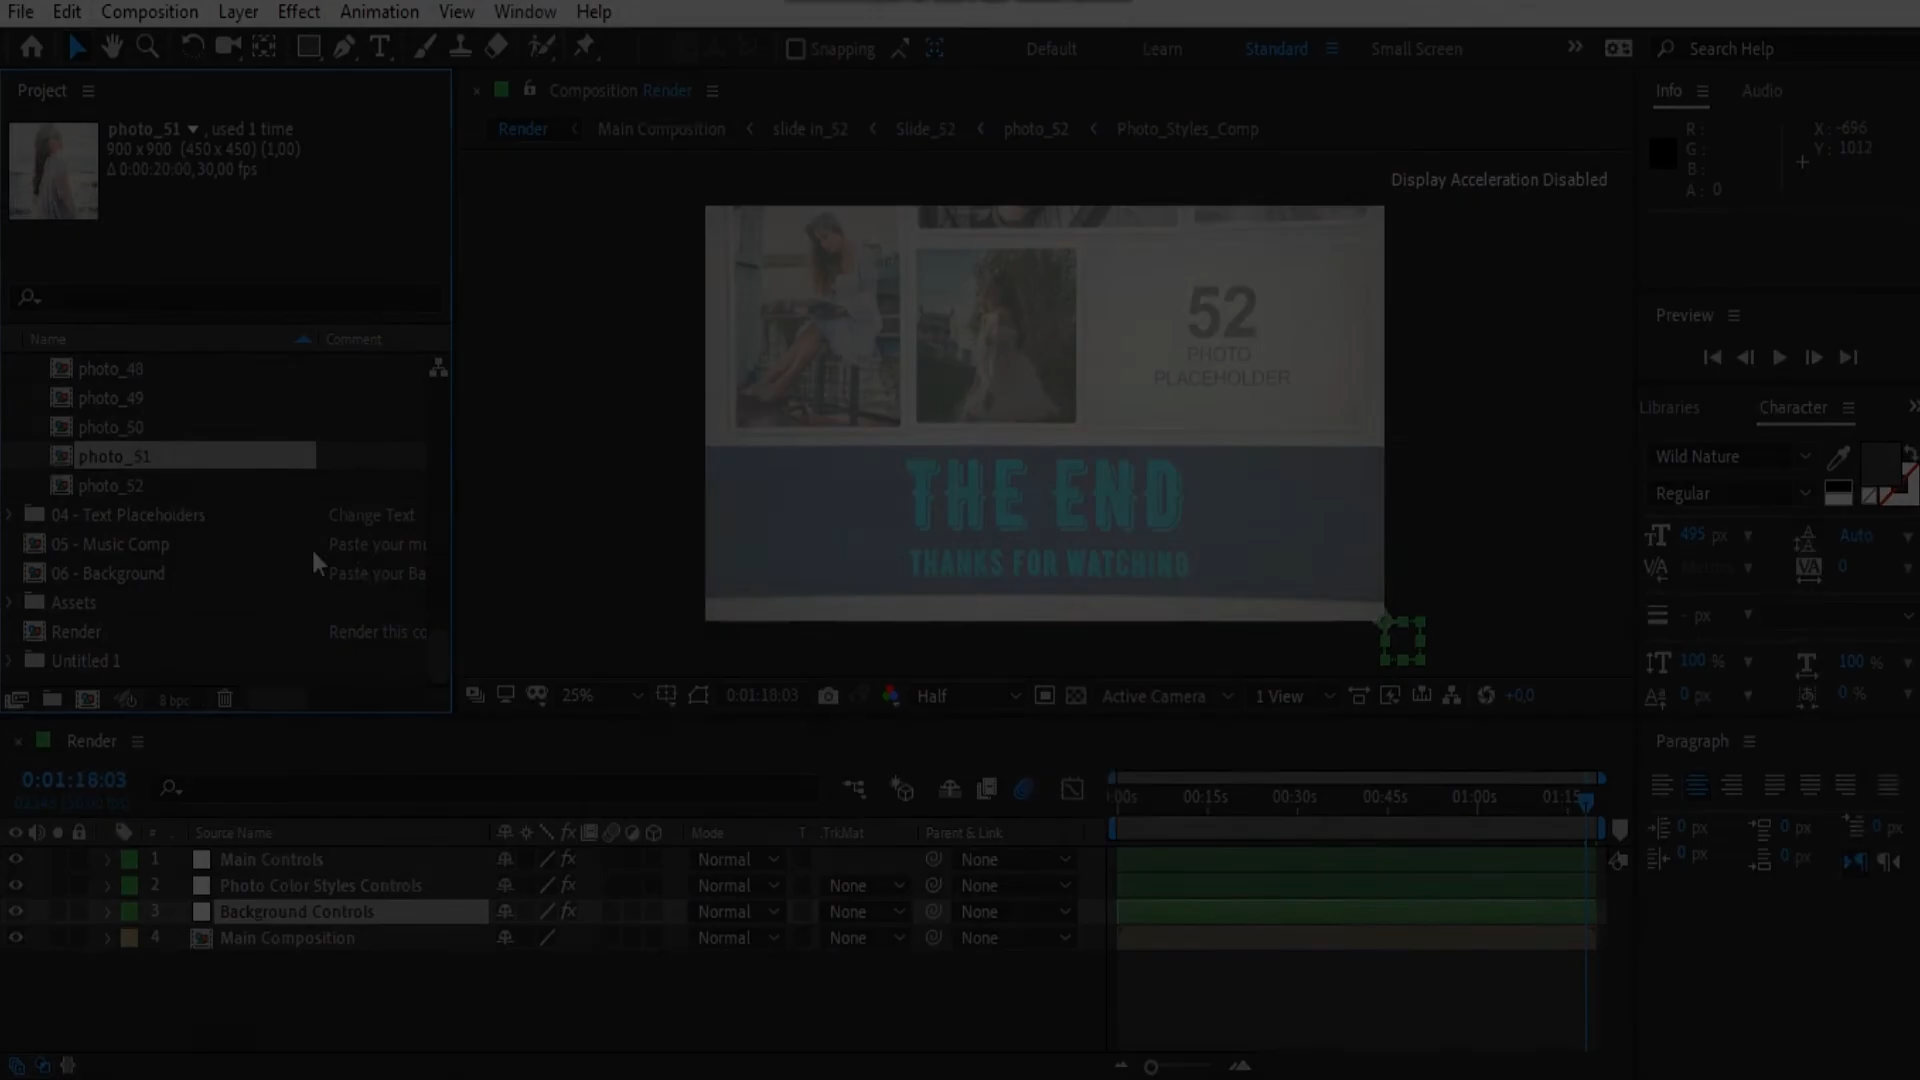 File Edit Composition Layer Effect Animation View Window Help
Snapping Default Learn Standard Small Screen Search Help
Project
photo_51 , used 1 time
900 x 900 (450 x 450) (1,00)
Δ 0:00:20:00, 30,00 fps
Name Comment
photo_48
photo_49
photo_50
photo_51
photo_52
04 - Text Placeholders Change Text
05 - Music Comp Paste your mu
06 - Background Paste your Ba
Assets
Render Render this co
Untitled 1
8 bpc
Composition Render
Render Main Composition slide in_52 Slide_52 photo_52 Photo_Styles_Comp
Display Acceleration Disabled
52
PHOTO
PLACEHOLDER
THE END
THANKS FOR WATCHING
25% 0:01:18:03 Half Active Camera 1 View +0,0
Info Audio
R: X: -696
G: Y: 1012
B:
A: 0
Preview
Libraries Character
Wild Nature
Regular
495 px Auto
0
- px
100 % 100 %
0 px 0 %
Paragraph
0 px 0 px 0 px
0 px 0 px
Render
0:01:18:03
:00s 00:15s 00:30s 00:45s 01:00s 01:15
# Source Name Mode T .TrkMat Parent & Link
1 Main Controls Normal None
2 Photo Color Styles Controls Normal None None
3 Background Controls Normal None None
4 Main Composition Normal None None